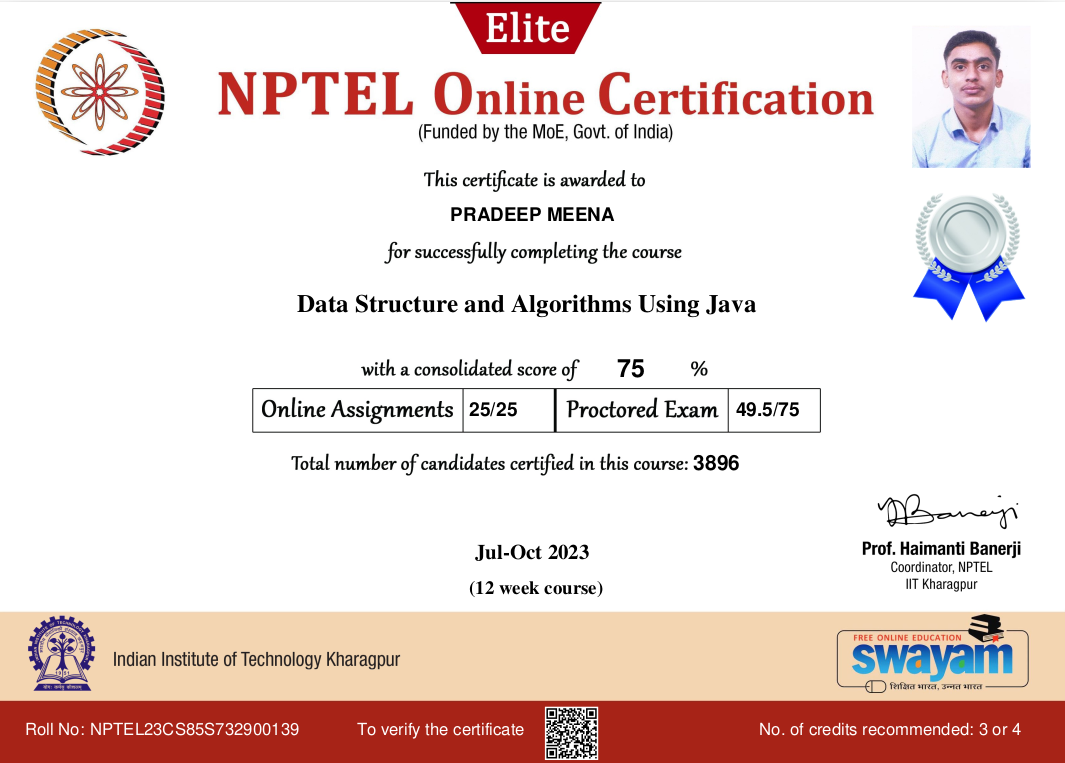 Elite
NPTEL Online Certification
(Funded by the MoE, Govt. of India)
This certificate is awarded to
PRADEEP MEENA
for successfully completing the course
Data Structure and Algorithms Using Java
with a consolidated score of 75 %
Online Assignments 25/25 Proctored Exam 49.5/75
Total number of candidates certified in this course: 3896
Jul-Oct 2023
(12 week course)
Prof. Haimanti Banerji
Coordinator, NPTEL
IIT Kharagpur
Indian Institute of Technology Kharagpur
FREE ONLINE EDUCATION
swayam
शिक्षित भारत, उन्नत भारत
Roll No: NPTEL23CS85S732900139 To verify the certificate No. of credits recommended: 3 or 4